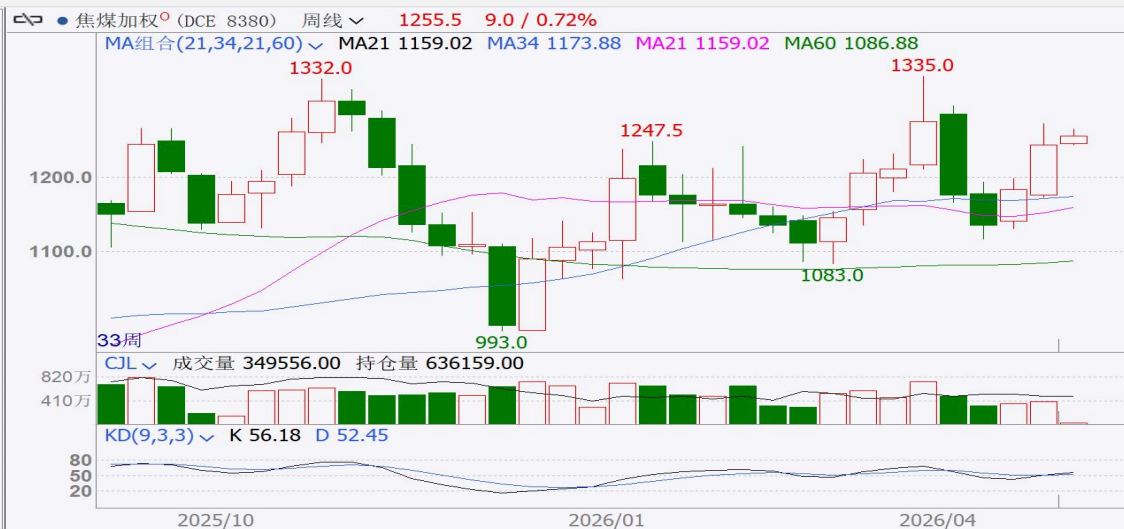 焦煤加权° (DCE 8380) 周线 1255.5 9.0 / 0.72%
MA组合(21,34,21,60) MA21 1159.02 MA34 1173.88 MA21 1159.02 MA60 1086.88
1332.0
1335.0
1247.5
1200.0
1100.0
1083.0
33周
993.0
CJL 成交量 349556.00 持仓量 636159.00
820万
410万
KD(9,3,3) K 56.18 D 52.45
80
50
20
2025/10 2026/01 2026/04